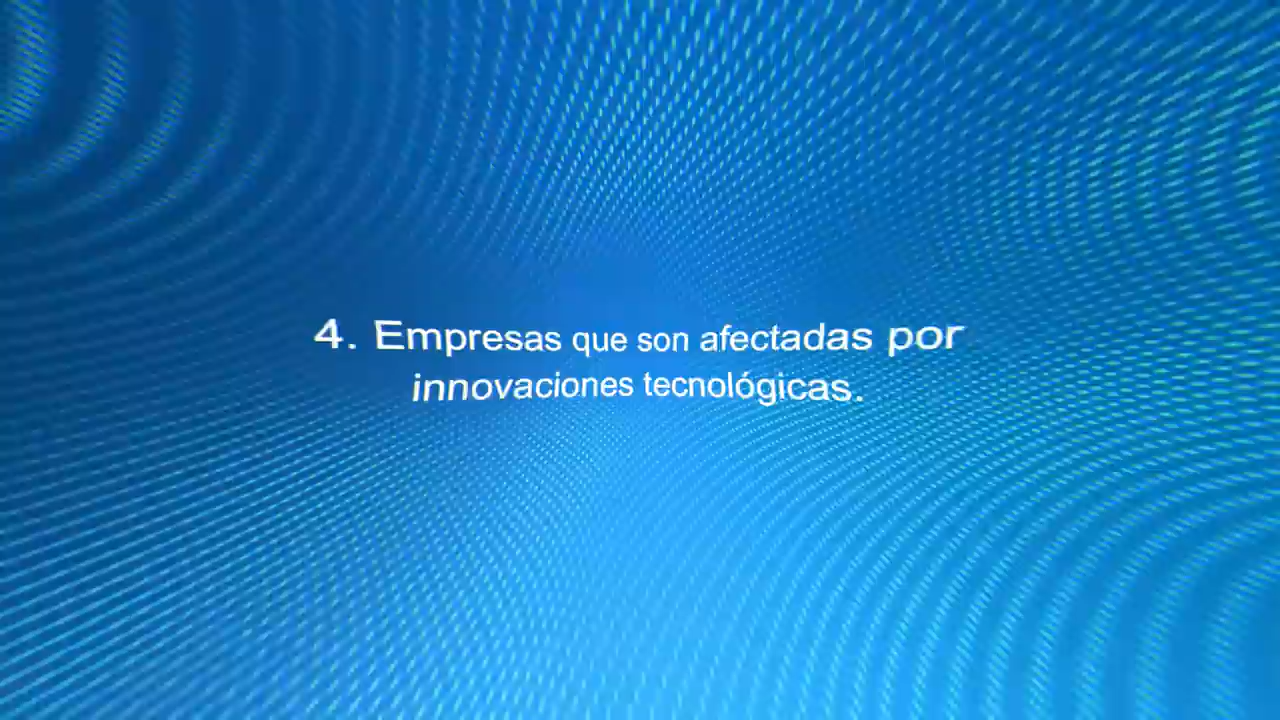 4. Empresas que son afectadas por
innovaciones tecnológicas.